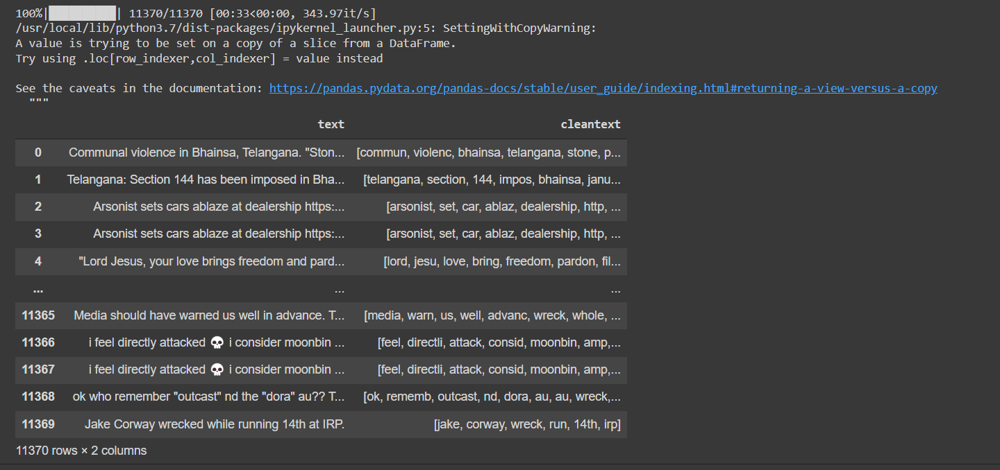 100%|██████████| 11370/11370 [00:33<00:00, 343.97it/s]
/usr/local/lib/python3.7/dist-packages/ipykernel_launcher.py:5: SettingWithCopyWarning:
A value is trying to be set on a copy of a slice from a DataFrame.
Try using .loc[row_indexer,col_indexer] = value instead
See the caveats in the documentation: https://pandas.pydata.org/pandas-docs/stable/user_guide/indexing.html#returning-a-view-versus-a-copy
"""
text cleantext
0 Communal violence in Bhainsa, Telangana. "Ston... [commun, violenc, bhainsa, telangana, stone, p...
1 Telangana: Section 144 has been imposed in Bha... [telangana, section, 144, impos, bhainsa, janu...
2 Arsonist sets cars ablaze at dealership https:... [arsonist, set, car, ablaz, dealership, http, ...
3 Arsonist sets cars ablaze at dealership https:... [arsonist, set, car, ablaz, dealership, http, ...
4 "Lord Jesus, your love brings freedom and pard... [lord, jesu, love, bring, freedom, pardon, fil...
... ... ...
11365 Media should have warned us well in advance. T... [media, warn, us, well, advanc, wreck, whole, ...
11366 i feel directly attacked 💀 i consider moonbin ... [feel, directli, attack, consid, moonbin, amp,...
11367 i feel directly attacked 💀 i consider moonbin ... [feel, directli, attack, consid, moonbin, amp,...
11368 ok who remember "outcast" nd the "dora" au?? T... [ok, rememb, outcast, nd, dora, au, au, wreck,...
11369 Jake Corway wrecked while running 14th at IRP. [jake, corway, wreck, run, 14th, irp]
11370 rows × 2 columns